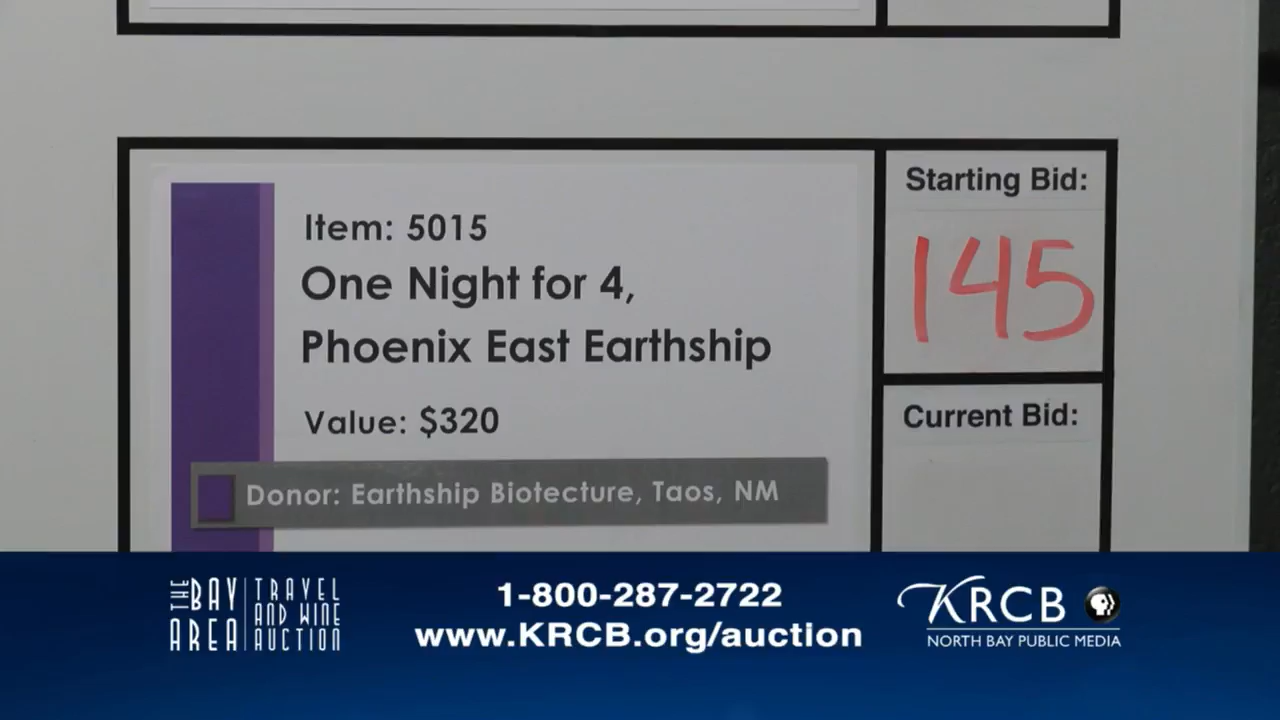 Item: 5015
One Night for 4,
Phoenix East Earthship
Value: $320
Donor: Earthship Biotecture, Taos, NM
Starting Bid:
145
Current Bid:
THE BAY AREA
TRAVEL AND WINE AUCTION
1-800-287-2722
www.KRCB.org/auction
KRCB
NORTH BAY PUBLIC MEDIA